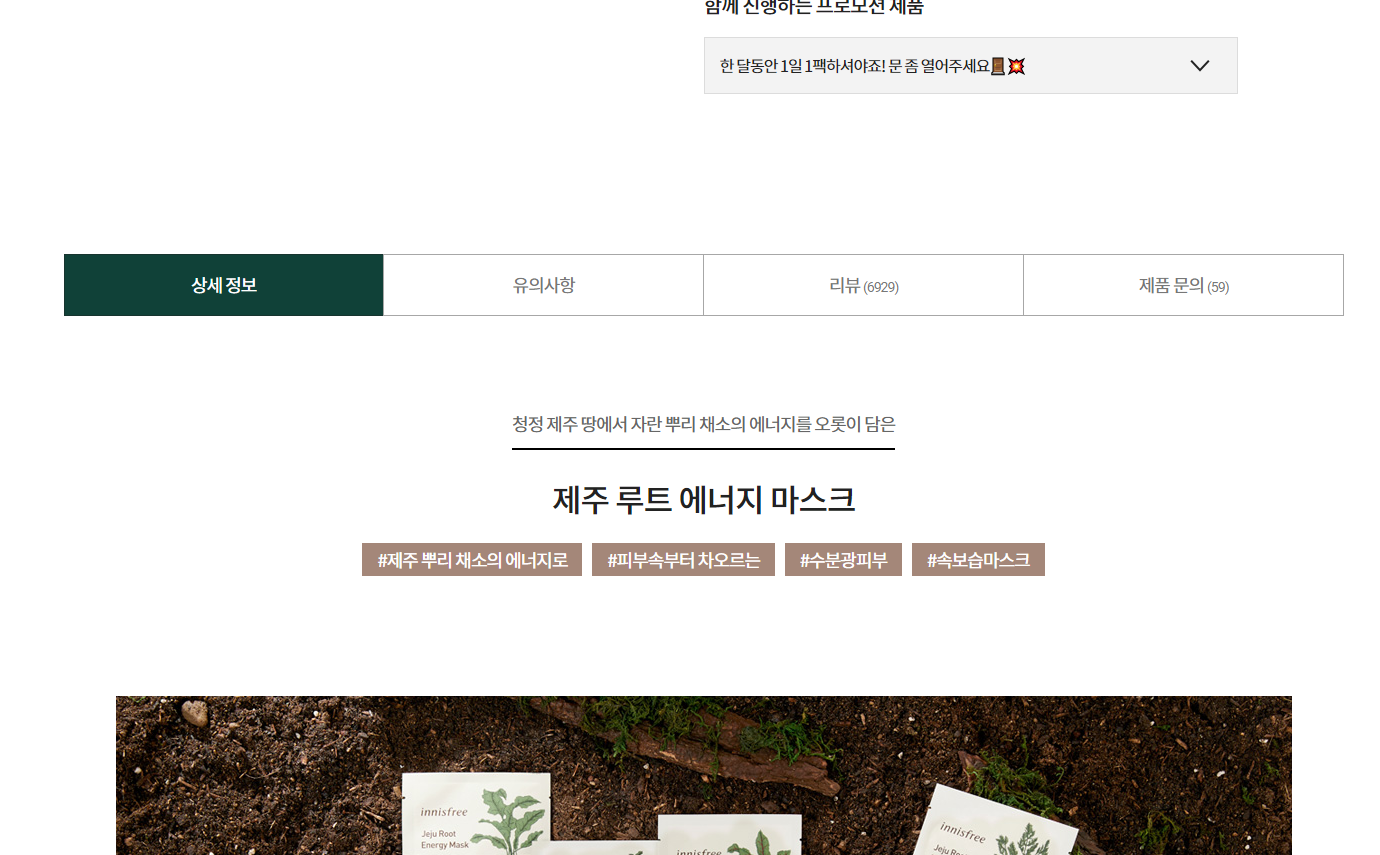 함께 진행하는 프로모션 제품
한 달동안 1일 1팩하셔야죠! 문 좀 열어주세요🚪💥
상세 정보
유의사항
리뷰 (6929)
제품 문의 (59)
청정 제주 땅에서 자란 뿌리 채소의 에너지를 오롯이 담은
제주 루트 에너지 마스크
#제주 뿌리 채소의 에너지로
#피부속부터 차오르는
#수분광피부
#속보습마스크
innisfree
Jeju Root
Energy Mask
innisfree
innisfree
Jeju Root